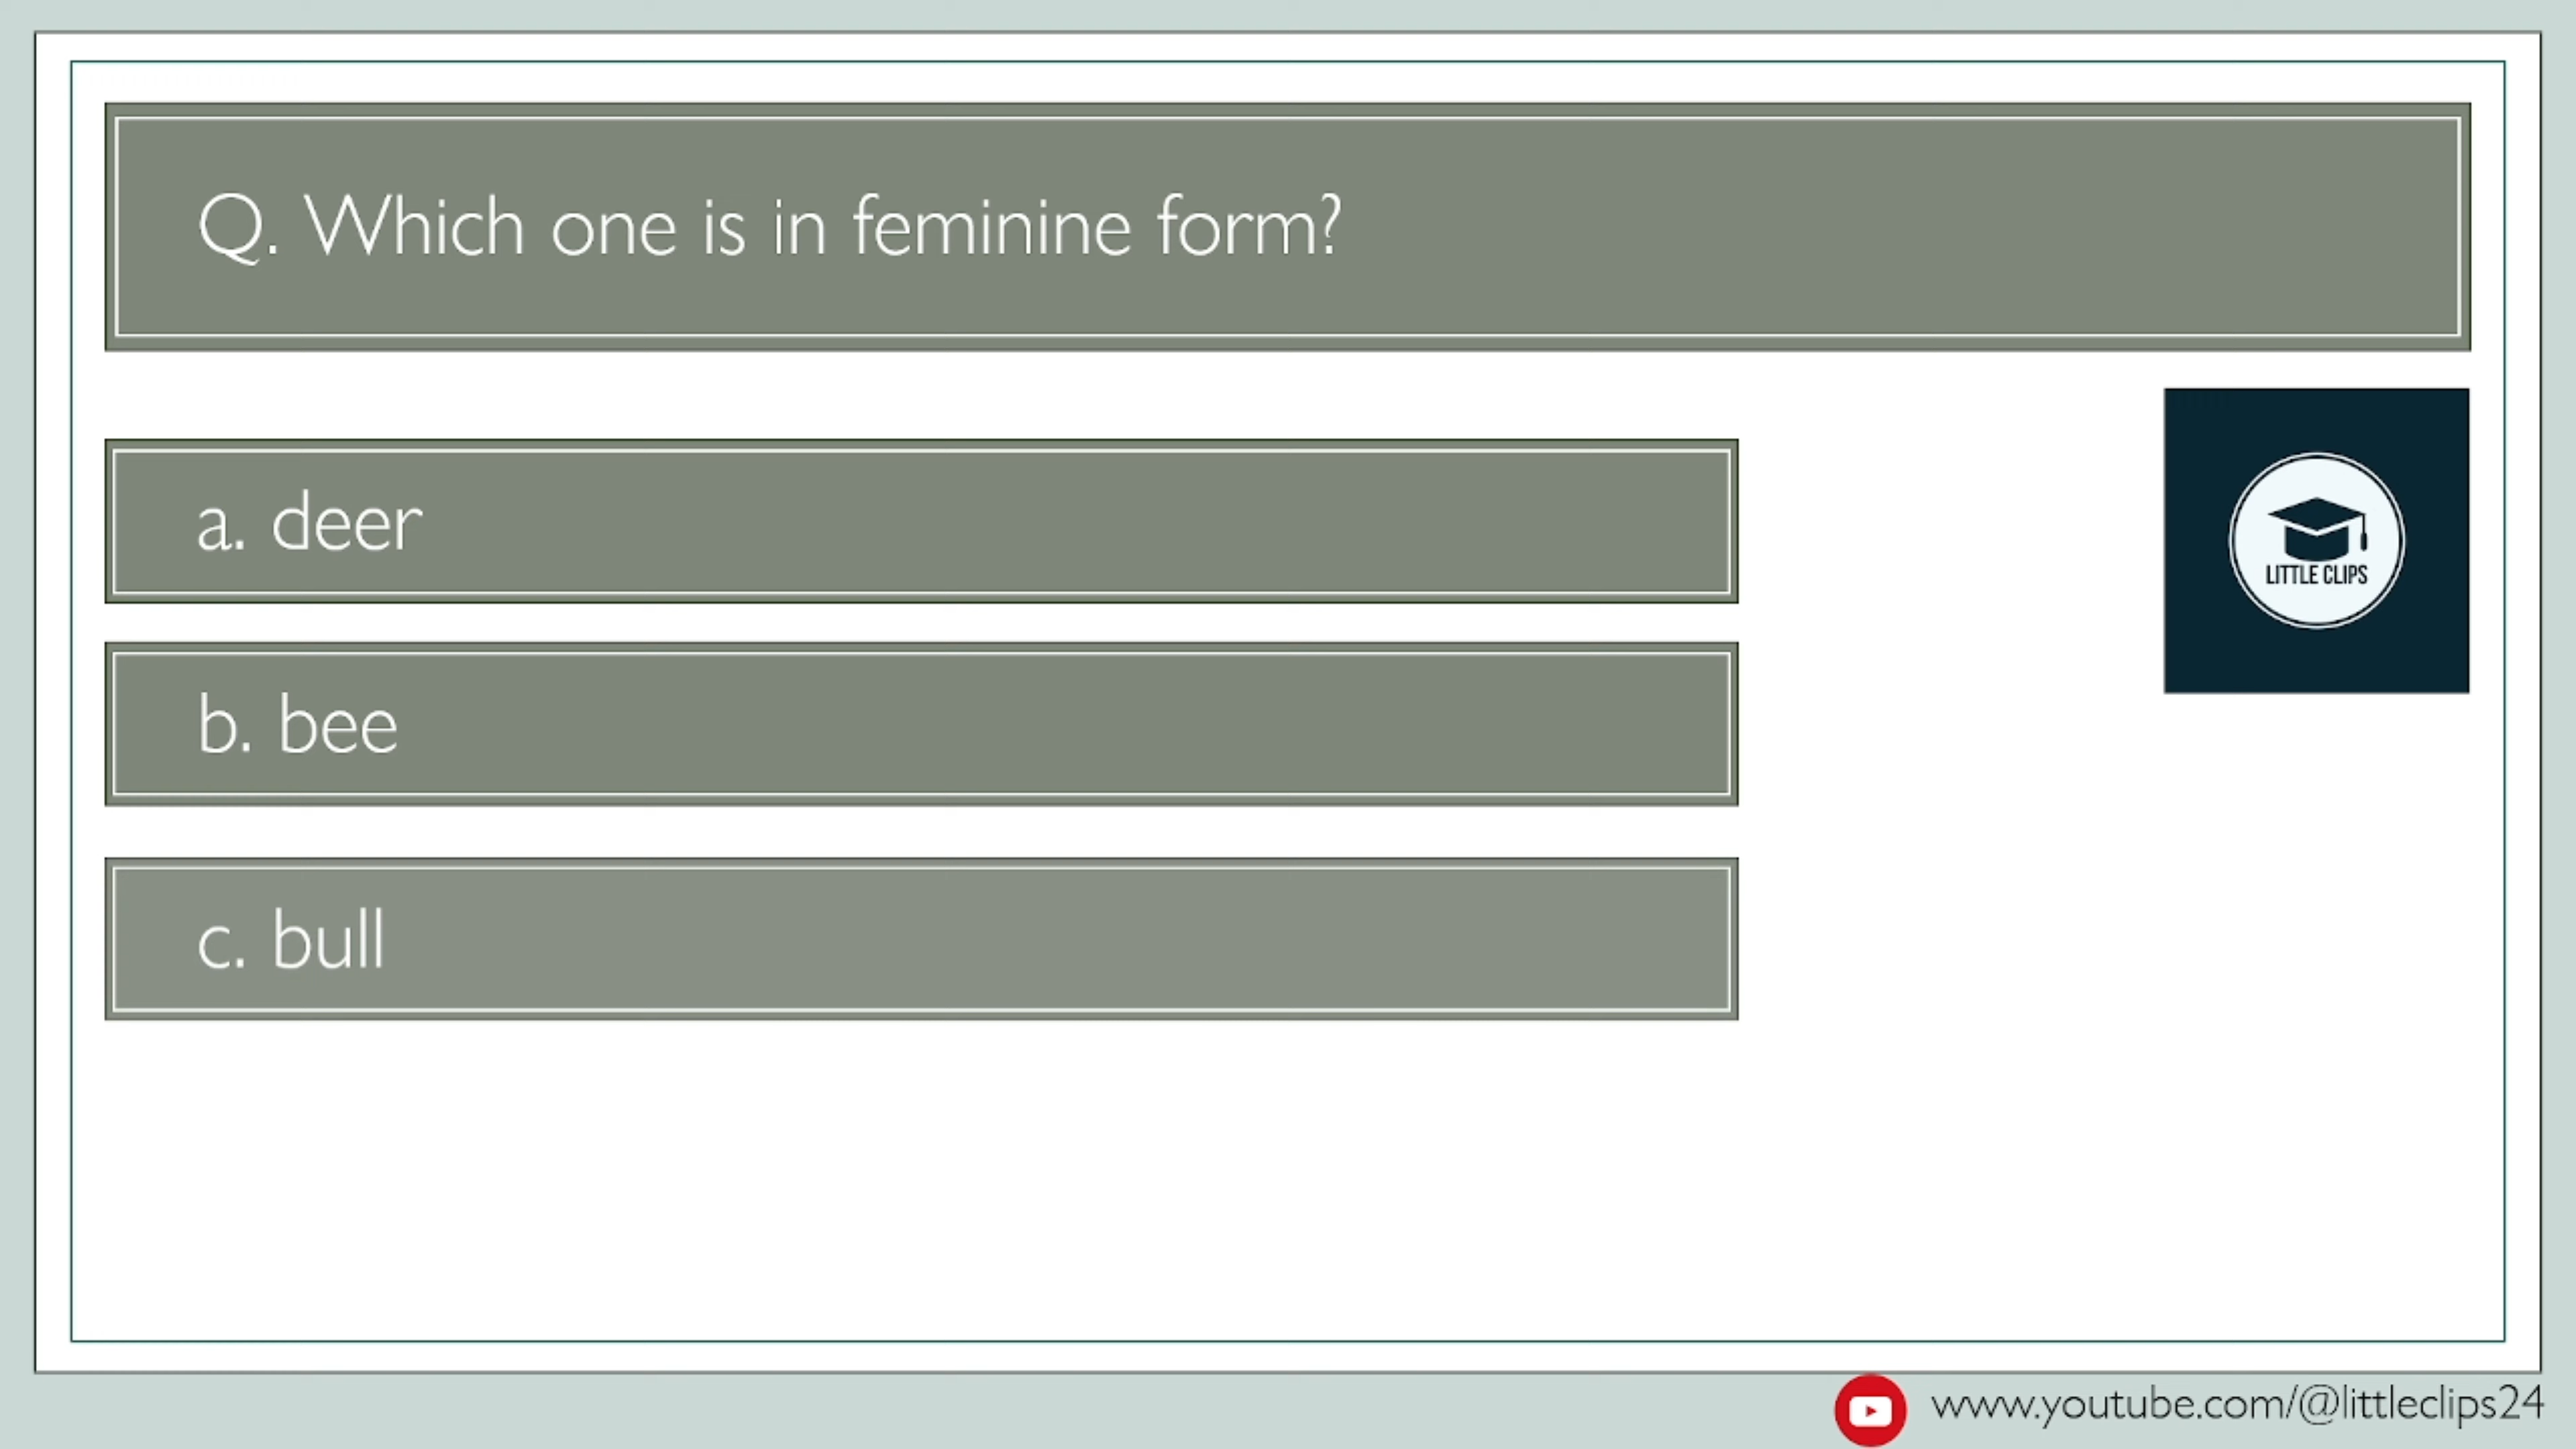 Q. Which one is in feminine form?
a. deer
LITTLE CLIPS
b. bee
c. bull
www.youtube.com/@littleclips24